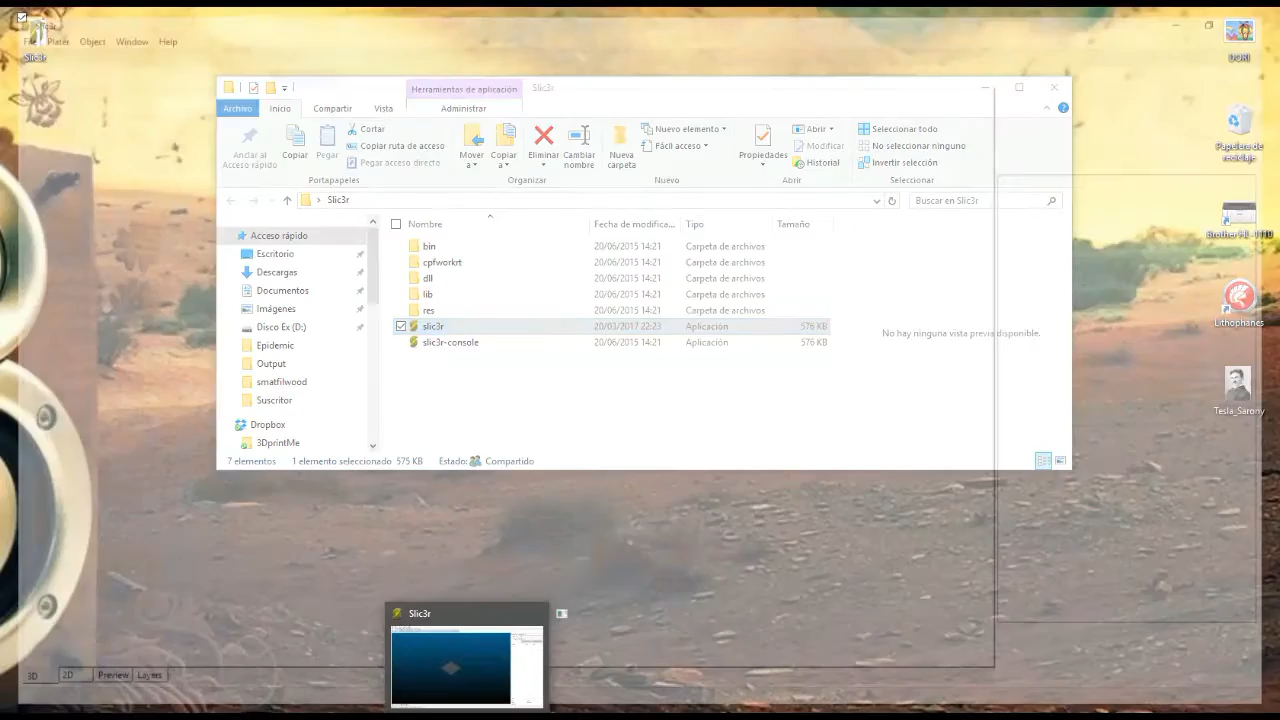 Slic3r
File Plater Object Window Help
Slic3r
DORI
Herramientas de aplicación Slic3r
Archivo Inicio Compartir Vista Administrar
Anclar al Acceso rápido
Copiar
Pegar
Cortar
Copiar ruta de acceso
Pegar acceso directo
Portapapeles
Mover a
Copiar a
Eliminar
Cambiar nombre
Organizar
Nueva carpeta
Nuevo elemento
Fácil acceso
Nuevo
Propiedades
Abrir
Modificar
Historial
Abrir
Seleccionar todo
No seleccionar ninguno
Invertir selección
Seleccionar
Slic3r
Buscar en Slic3r
Nombre Fecha de modifica... Tipo Tamaño
bin 20/06/2015 14:21 Carpeta de archivos
cpfworkrt 20/06/2015 14:21 Carpeta de archivos
dll 20/06/2015 14:21 Carpeta de archivos
lib 20/06/2015 14:21 Carpeta de archivos
res 20/06/2015 14:21 Carpeta de archivos
slic3r 20/03/2017 22:23 Aplicación 576 KB
slic3r-console 20/06/2015 14:21 Aplicación 576 KB
No hay ninguna vista previa disponible.
Acceso rápido
Escritorio
Descargas
Documentos
Imágenes
Disco Ex (D:)
Epidemic
Output
smatfilwood
Suscritor
Dropbox
3DprintMe
7 elementos 1 elemento seleccionado 575 KB Estado: Compartido
Papelera de reciclaje
Brother HL-1110
Lithophanes
Tesla_Sarony
Slic3r
3D 2D Preview Layers